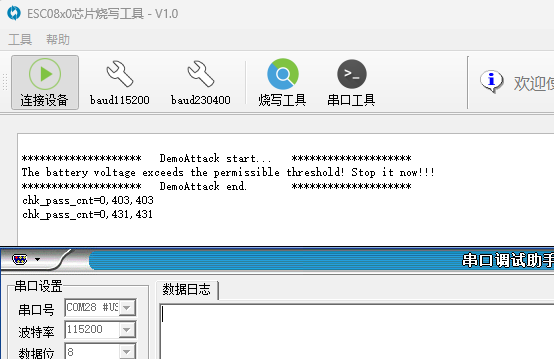 ESC08x0芯片烧写工具 - V1.0
工具 帮助
连接设备 baud115200 baud230400 烧写工具 串口工具 欢迎使
******************** DemoAttack start... ********************
The battery voltage exceeds the permissible threshold! Stop it now!!!
******************** DemoAttack end. ********************
chk_pass_cnt=0,403,403
chk_pass_cnt=0,431,431
串口调试助手
串口设置 数据日志
串口号 COM28 #US
波特率 115200
数据位 8